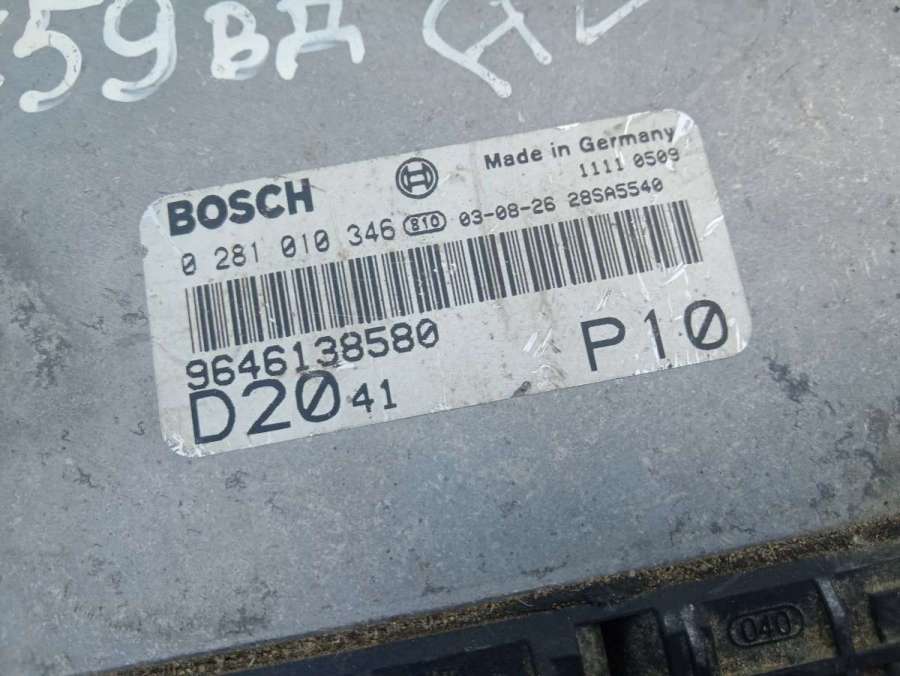 59вд
BOSCH
Made in Germany
1111 0509
0 281 010 346 810 03-08-26 28SA5540
9646138580
D20 41
P10
040